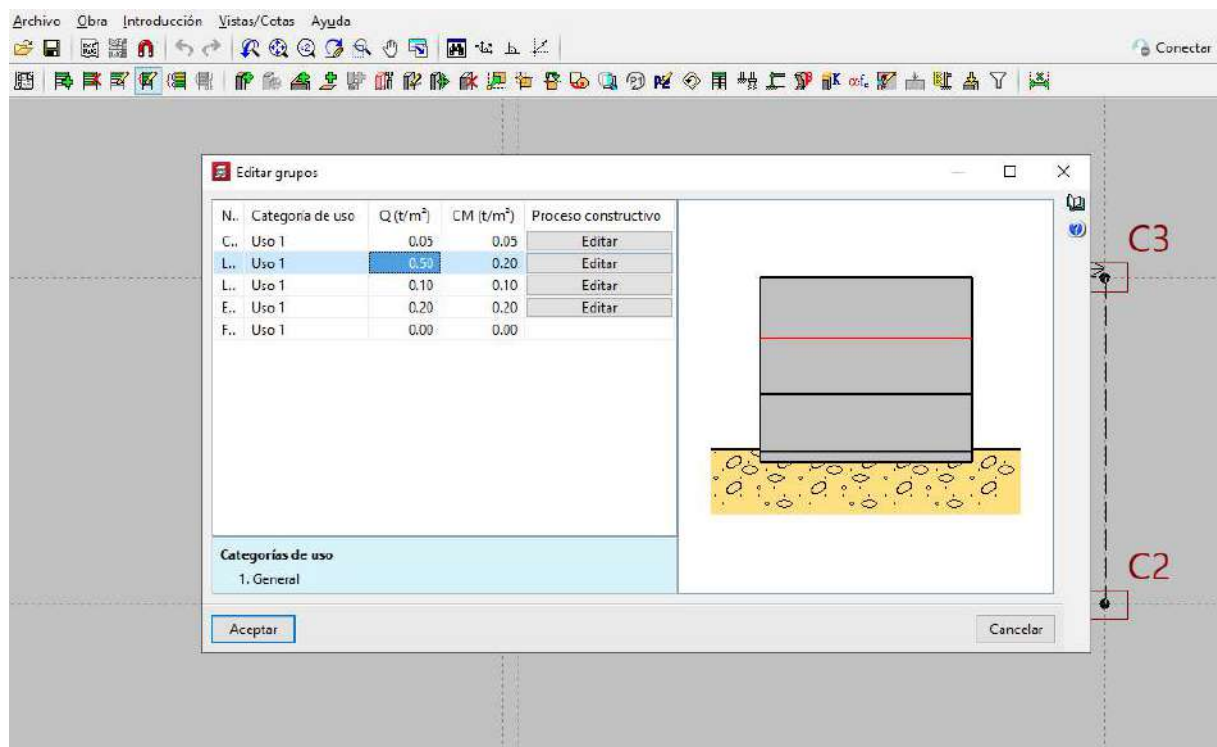 Archivo Obra Introducción Vistas/Cotas Ayuda
Conectar
Editar grupos
N.. Categoría de uso Q (t/m²) CM (t/m²) Proceso constructivo
C.. Uso 1 0.05 0.05 Editar
L.. Uso 1 0.50 0.20 Editar
L.. Uso 1 0.10 0.10 Editar
E.. Uso 1 0.20 0.20 Editar
F.. Uso 1 0.00 0.00
C3
Categorías de uso
1. General
C2
Aceptar Cancelar